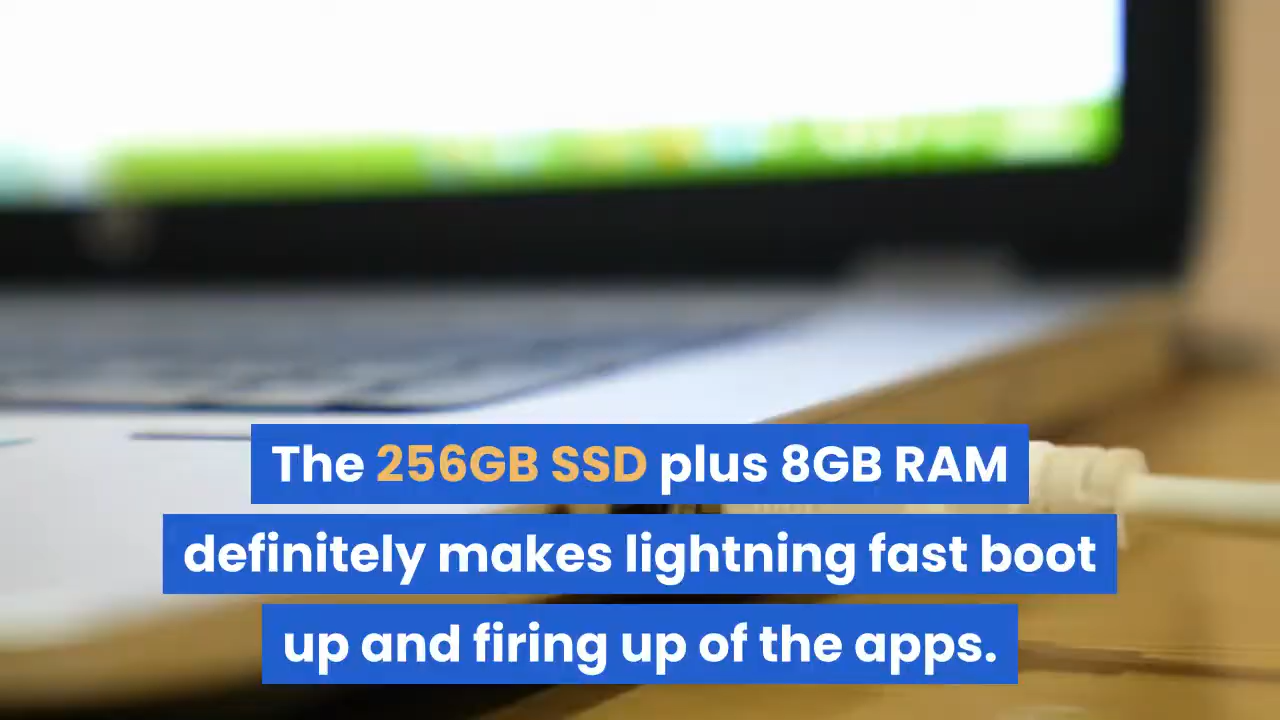 The 256GB SSD plus 8GB RAM
definitely makes lightning fast boot
up and firing up of the apps.